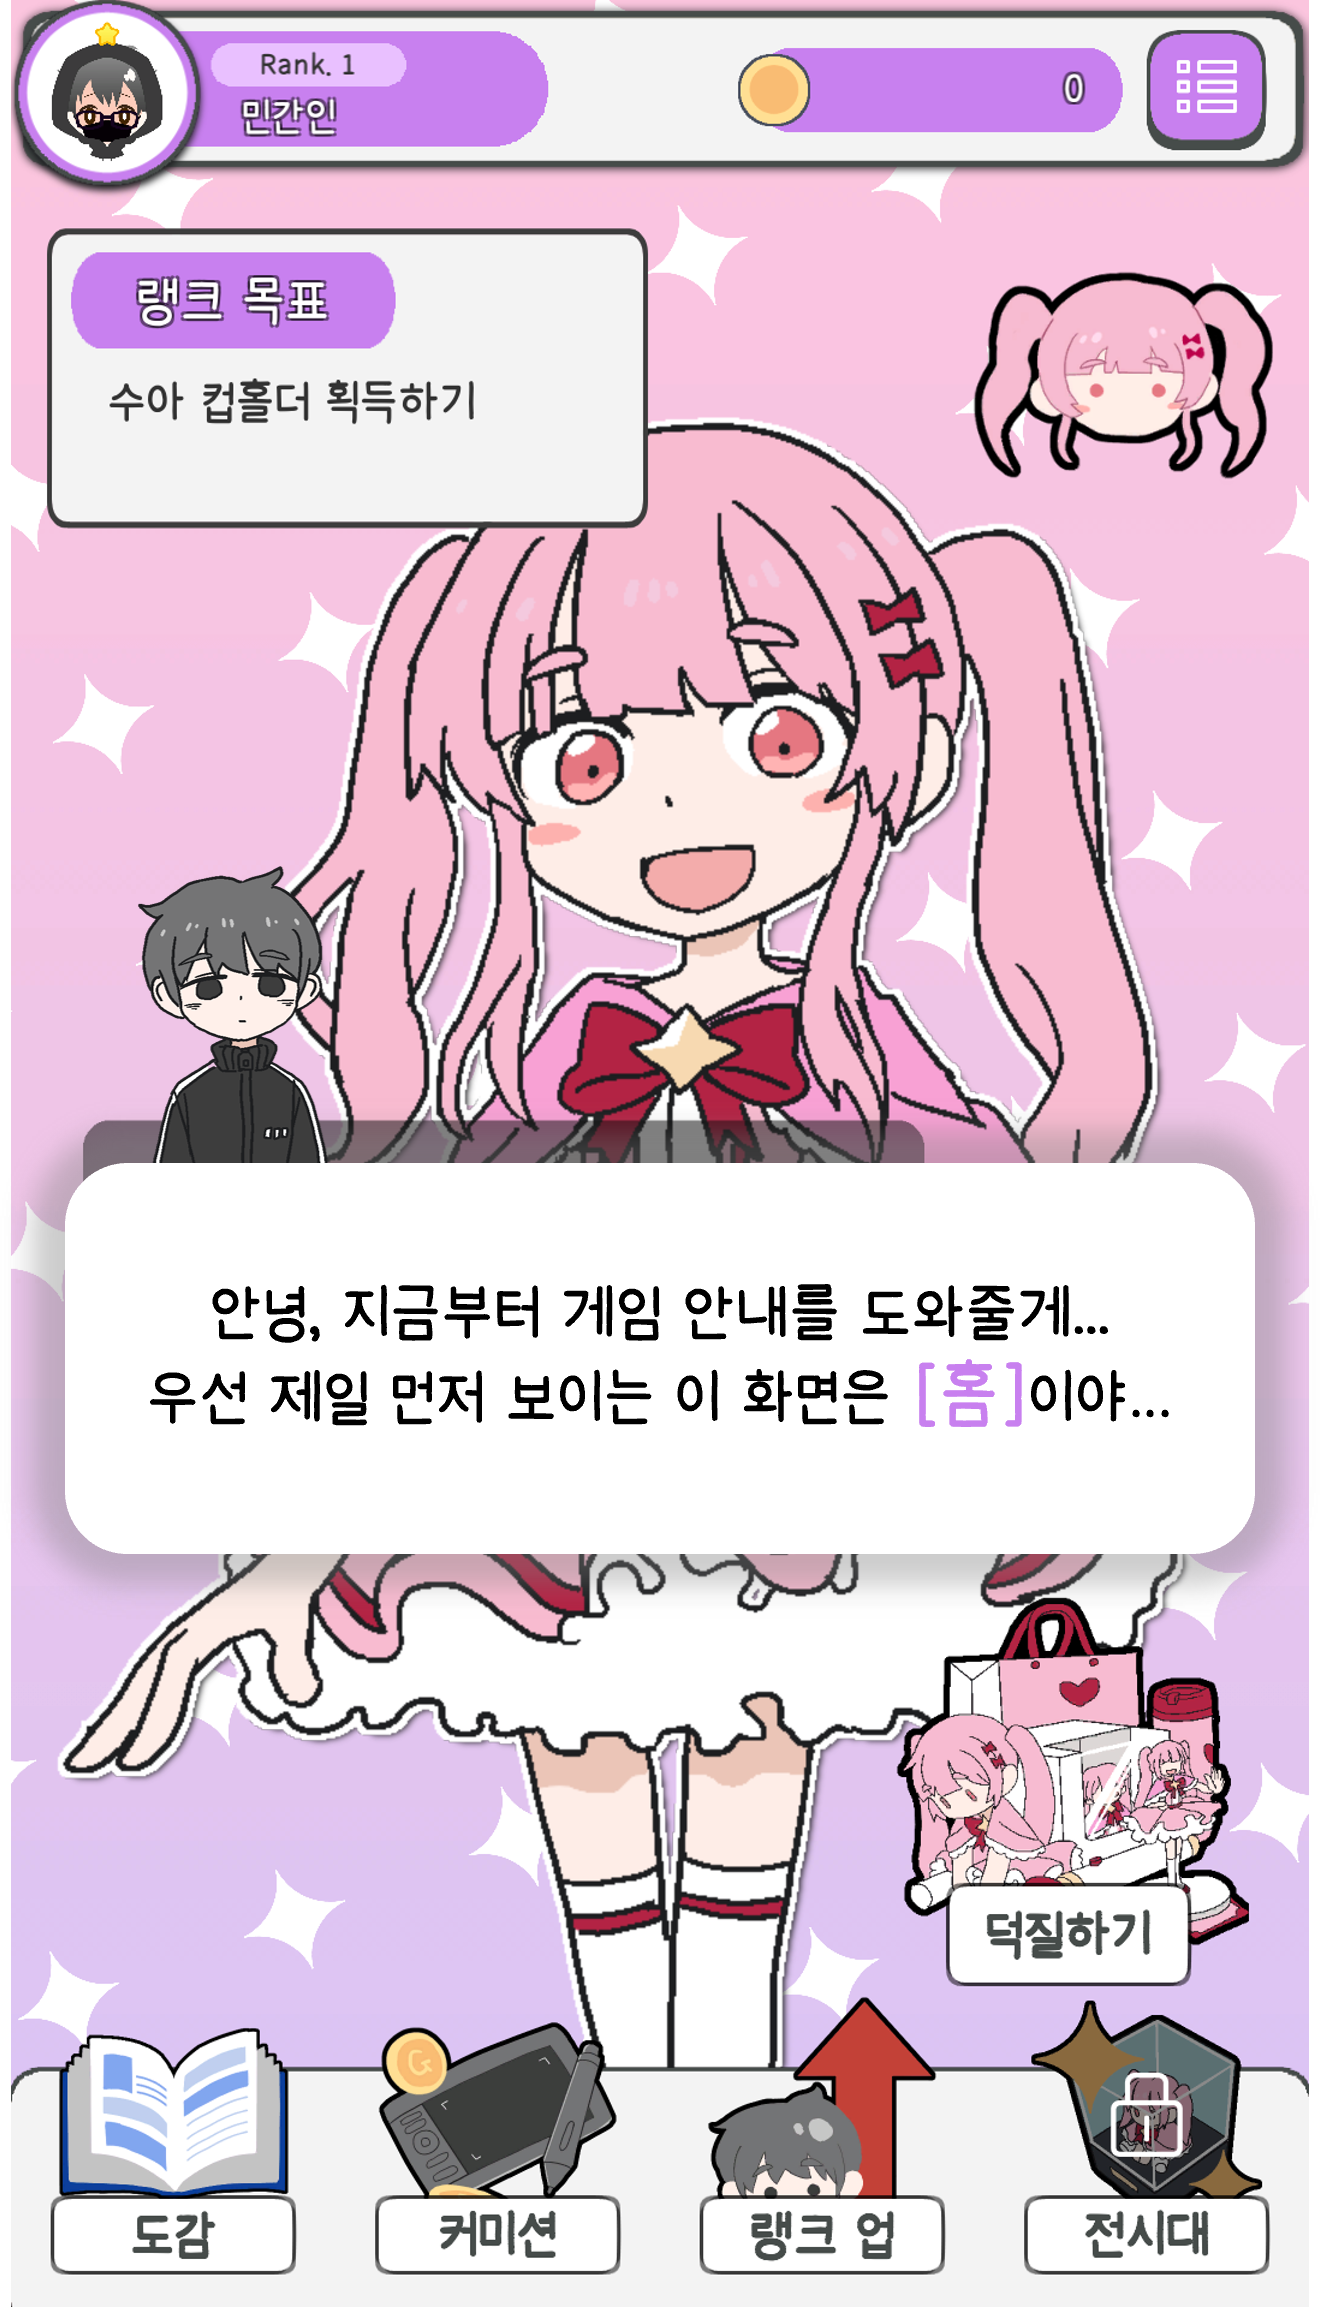 Rank. 1
민간인
0
랭크 목표
수아 컵홀더 획득하기
안녕, 지금부터 게임 안내를 도와줄게...
우선 제일 먼저 보이는 이 화면은 [홈]이야...
덕질하기
G
도감
커미션
랭크 업
전시대